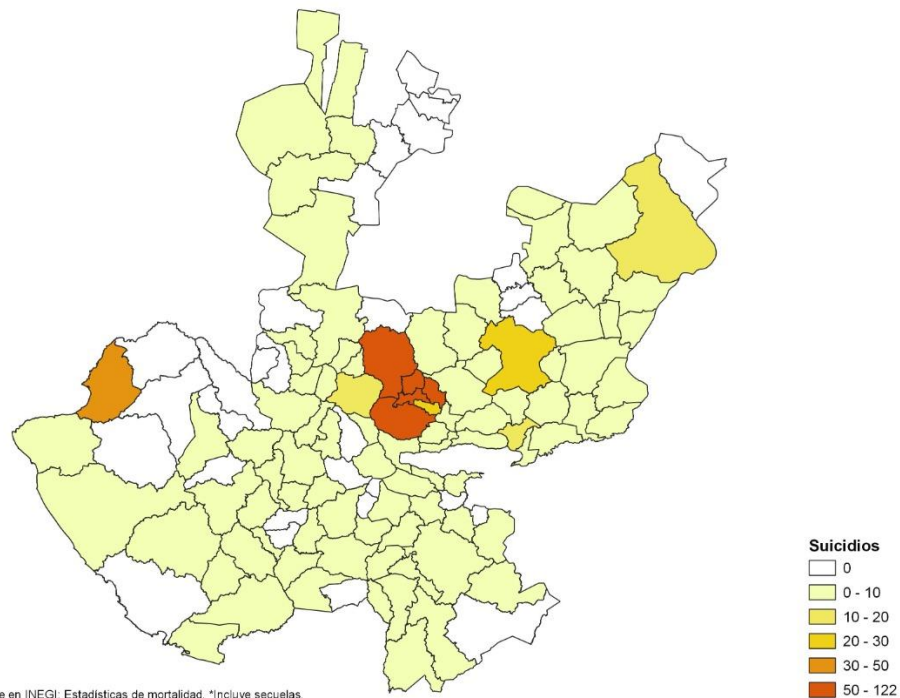 Suicidios
0
0 - 10
10 - 20
20 - 30
30 - 50
50 - 122
e en INEGI: Estadísticas de mortalidad. *Incluye secuelas